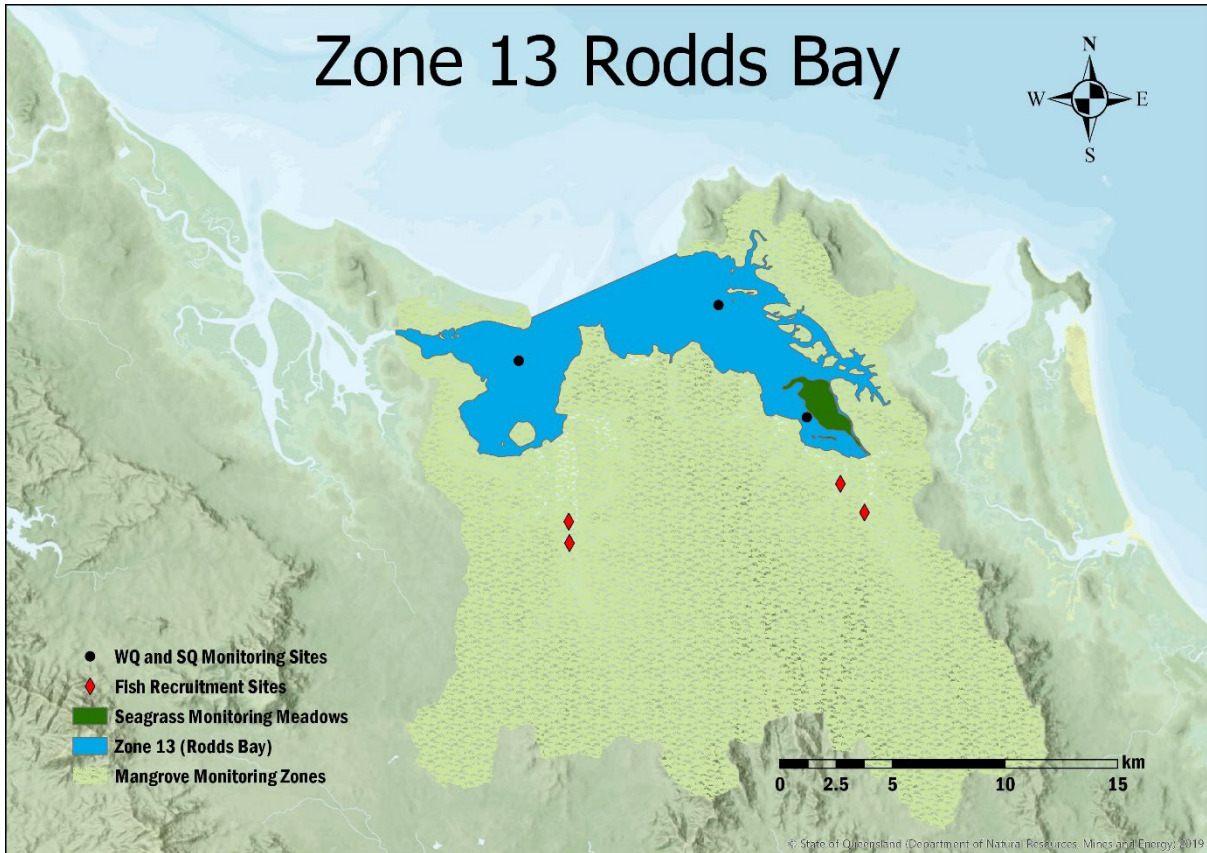 Zone 13 Rodds Bay
N
W E
S
WQ and SQ Monitoring Sites
Fish Recruitment Sites
Seagrass Monitoring Meadows
Zone 13 (Rodds Bay)
Mangrove Monitoring Zones
km
0 2.5 5 10 15
© State of Queensland (Department of Natural Resources, Mines and Energy) 2019